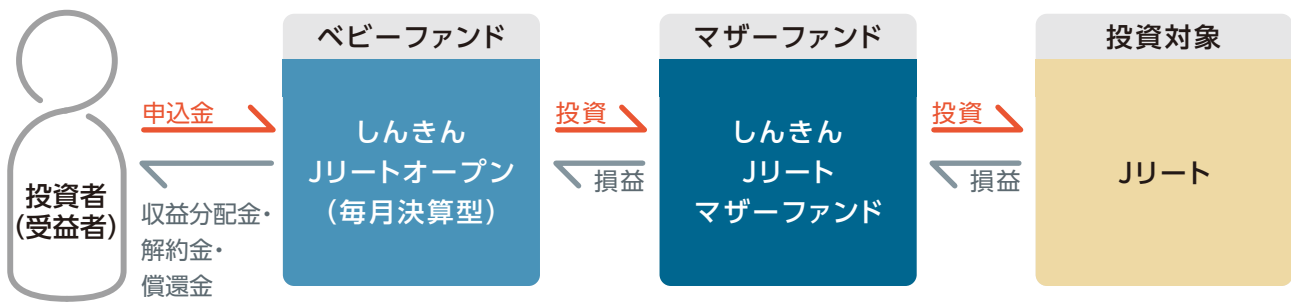 投資者
(受益者)
申込金
収益分配金・
解約金・
償還金
ベビーファンド
しんきん
Jリートオープン
(毎月決算型)
投資
損益
マザーファンド
しんきん
Jリート
マザーファンド
投資
損益
投資対象
Jリート